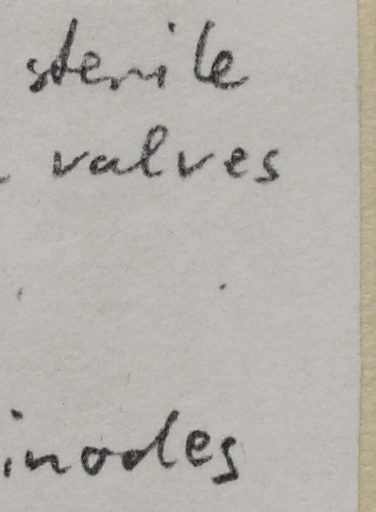 sterile
valves
inodes